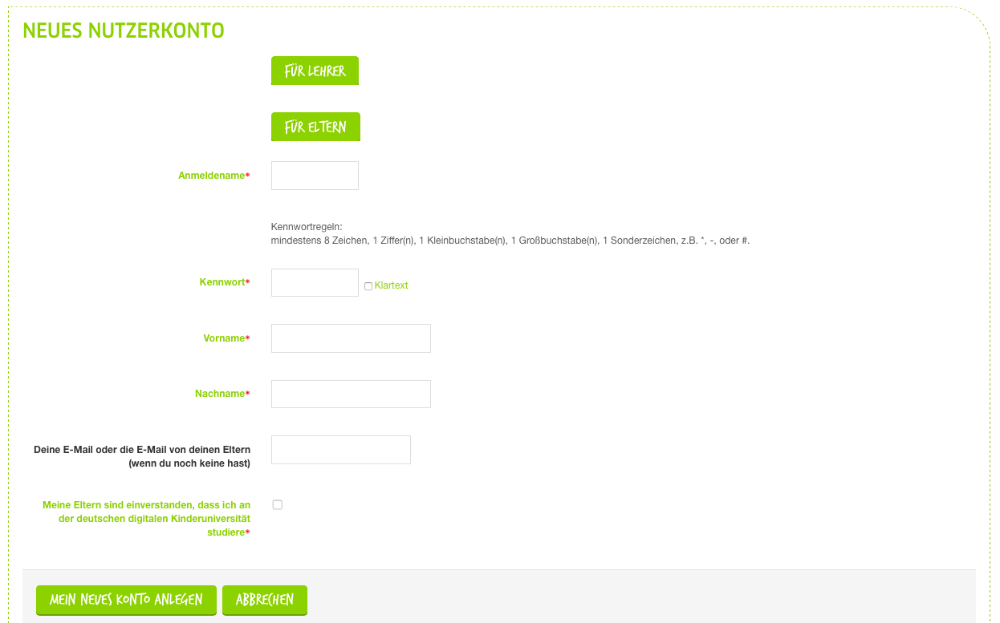 NEUES NUTZERKONTO
FÜR LEHRER
FÜR ELTERN
Anmeldename*
Kennwortregeln:
mindestens 8 Zeichen, 1 Ziffer(n), 1 Kleinbuchstabe(n), 1 Großbuchstabe(n), 1 Sonderzeichen, z.B. *, -, oder #.
Kennwort*
Klartext
Vorname*
Nachname*
Deine E-Mail oder die E-Mail von deinen Eltern
(wenn du noch keine hast)
Meine Eltern sind einverstanden, dass ich an
der deutschen digitalen Kinderuniversität
studiere*
MEIN NEUES KONTO ANLEGEN
ABBRECHEN